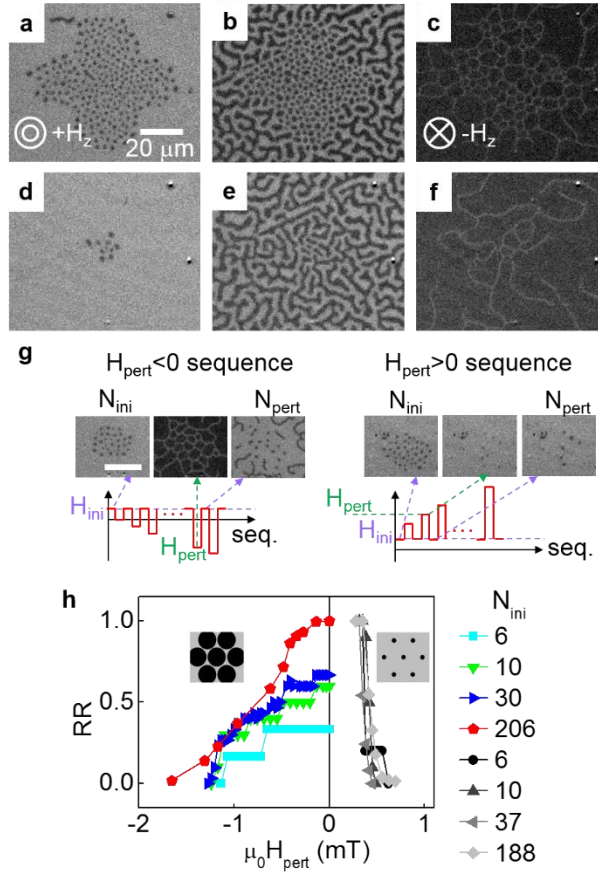 a
b
c
+Hz
20 μm
-Hz
d
e
f
g
Hpert<0 sequence
Hpert>0 sequence
Nini
Npert
Nini
Npert
Hini
Hpert
seq.
Hpert
Hini
seq.
h
Nini
1.0
0.5
0.0
RR
-2
-1
0
1
μ0Hpert (mT)
6
10
30
206
6
10
37
188